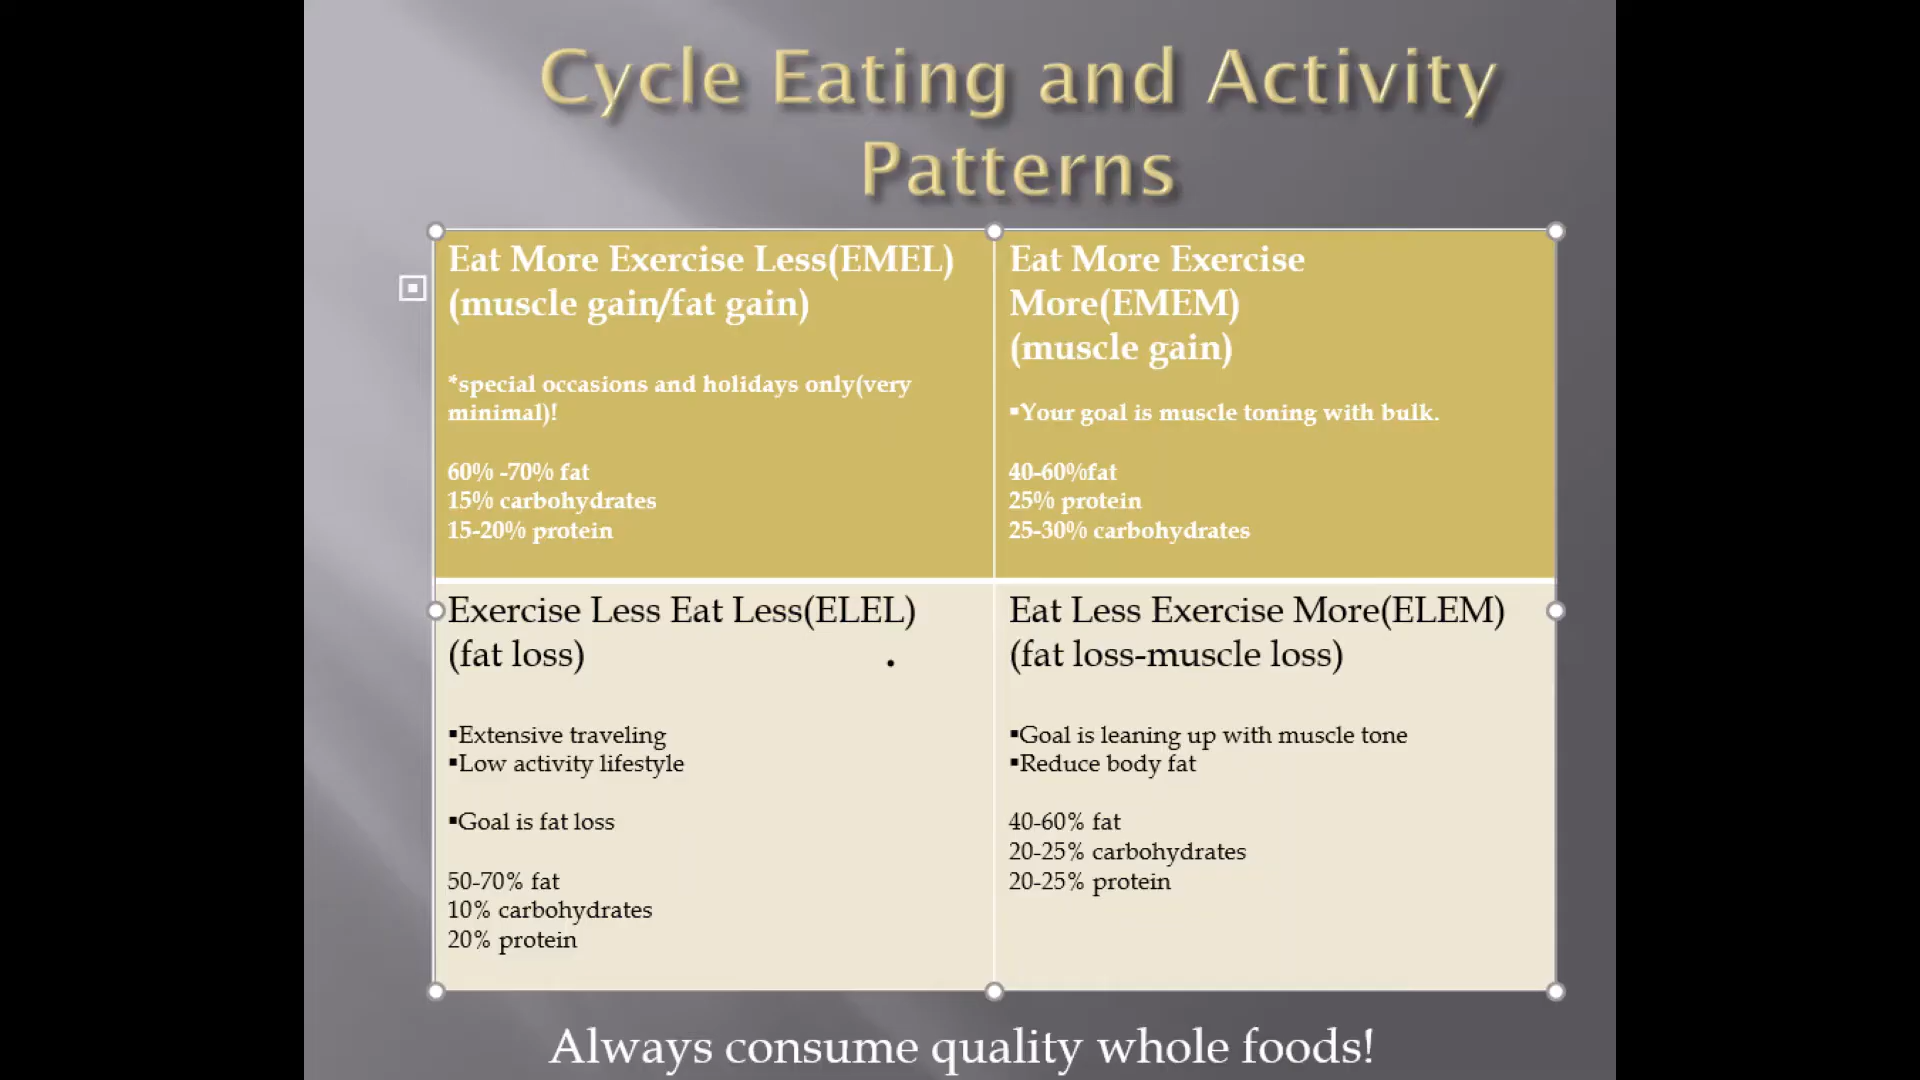 Cycle Eating and Activity
Patterns
Eat More Exercise Less(EMEL)
(muscle gain/fat gain)
*special occasions and holidays only(very
minimal)!
60% -70% fat
15% carbohydrates
15-20% protein
Eat More Exercise
More(EMEM)
(muscle gain)
▪Your goal is muscle toning with bulk.
40-60%fat
25% protein
25-30% carbohydrates
Exercise Less Eat Less(ELEL)
(fat loss) .
▪Extensive traveling
▪Low activity lifestyle
▪Goal is fat loss
50-70% fat
10% carbohydrates
20% protein
Eat Less Exercise More(ELEM)
(fat loss-muscle loss)
▪Goal is leaning up with muscle tone
▪Reduce body fat
40-60% fat
20-25% carbohydrates
20-25% protein
Always consume quality whole foods!